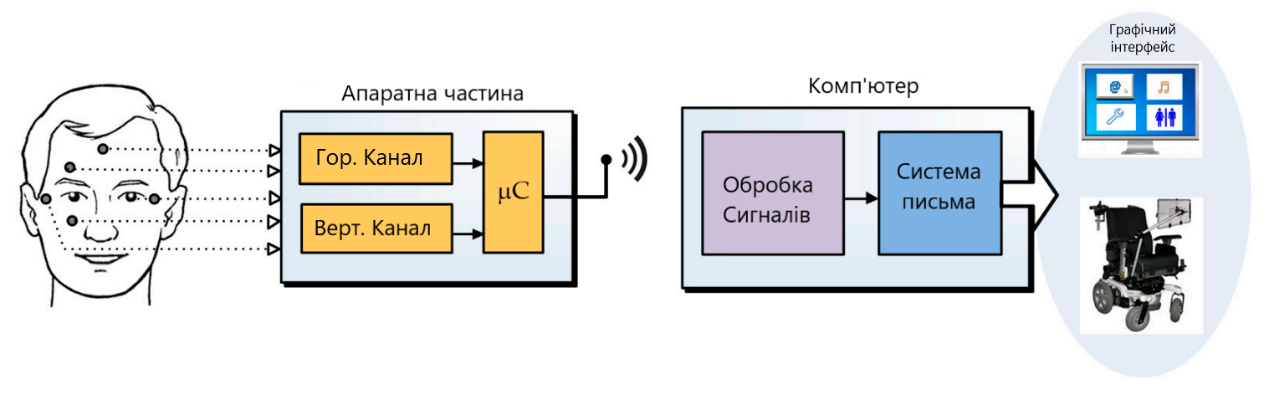 Апаратна частина
Гор. Канал
Верт. Канал
μC
Комп'ютер
Обробка
Сигналів
Система
письма
Графічний
інтерфейс
@